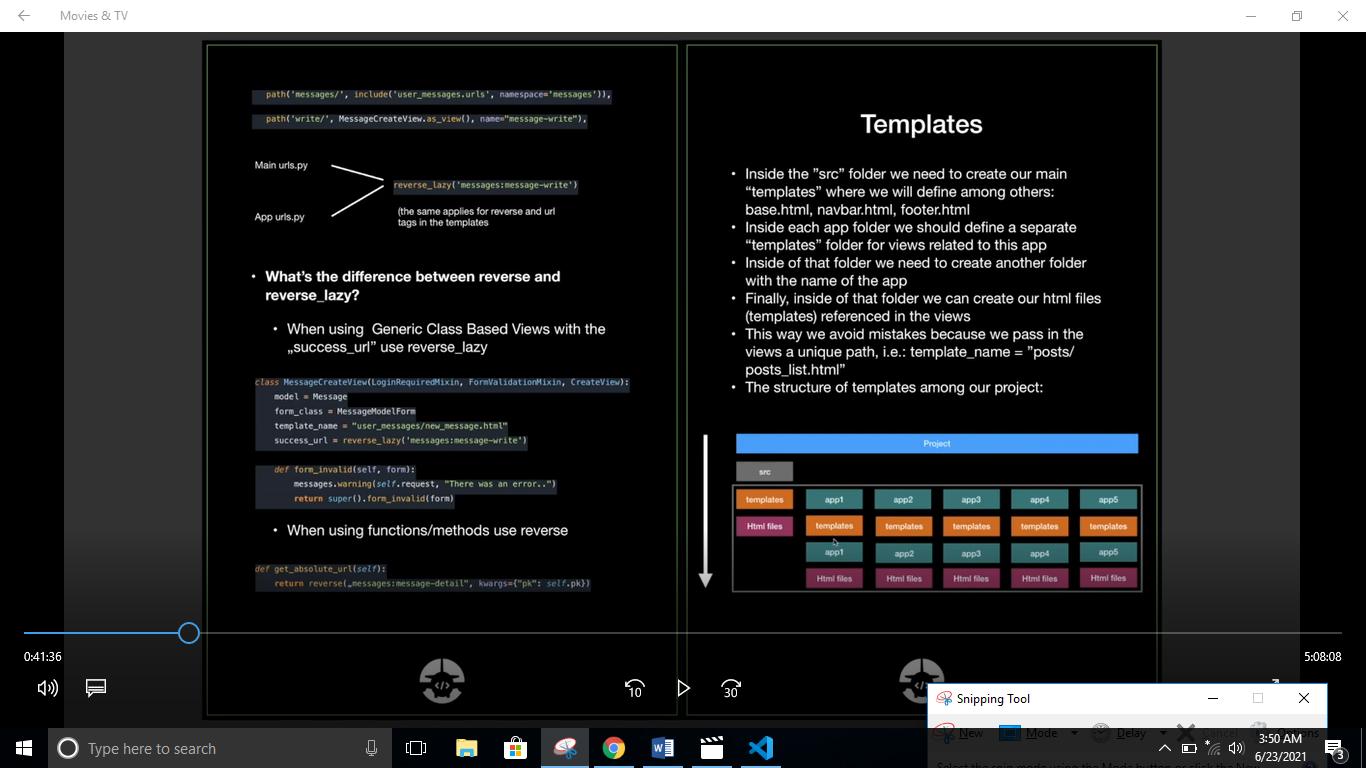 Movies & TV
path('messages/', include('user_messages.urls', namespace='messages')),
path('write/', MessageCreateView.as_view(), name="message-write"),
Main urls.py
reverse_lazy('messages:message-write')
App urls.py
(the same applies for reverse and url
tags in the templates
• What's the difference between reverse and
reverse_lazy?
• When using Generic Class Based Views with the
„success_url” use reverse_lazy
class MessageCreateView(LoginRequiredMixin, FormValidationMixin, CreateView):
model = Message
form_class = MessageModelForm
template_name = "user_messages/new_message.html"
success_url = reverse_lazy('messages:message-write')
def form_invalid(self, form):
messages.warning(self.request, "There was an error..")
return super().form_invalid(form)
• When using functions/methods use reverse
def get_absolute_url(self):
return reverse(„messages:message-detail", kwargs={"pk": self.pk})
</>
Templates
• Inside the ”src” folder we need to create our main
“templates” where we will define among others:
base.html, navbar.html, footer.html
• Inside each app folder we should define a separate
“templates” folder for views related to this app
• Inside of that folder we need to create another folder
with the name of the app
• Finally, inside of that folder we can create our html files
(templates) referenced in the views
• This way we avoid mistakes because we pass in the
views a unique path, i.e.: template_name = ”posts/
posts_list.html”
• The structure of templates among our project:
Project
src
templates app1 app2 app3 app4 app5
Html files templates templates templates templates templates
app1 app2 app3 app4 app5
Html files Html files Html files Html files Html files
</>
0:41:36
5:08:08
10
30
Snipping Tool
New Mode Delay Cancel Options
Type here to search
3:50 AM
6/23/2021
3